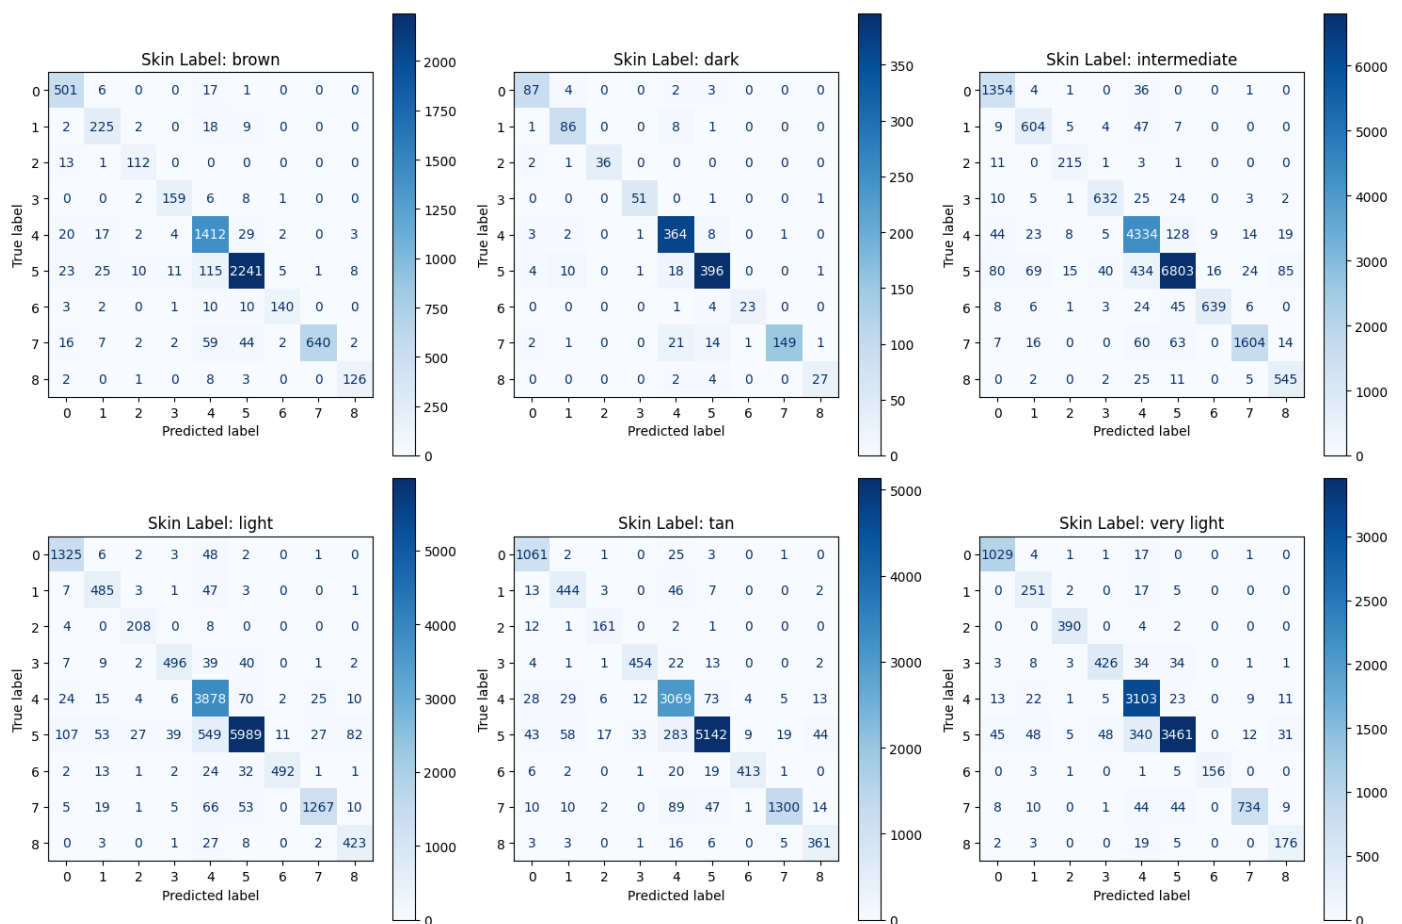 Skin Label: brown
0 501 6 0 0 17 1 0 0 0
1 2 225 2 0 18 9 0 0 0
2 13 1 112 0 0 0 0 0 0
3 0 0 2 159 6 8 1 0 0
4 20 17 2 4 1412 29 2 0 3
5 23 25 10 11 115 2241 5 1 8
6 3 2 0 1 10 10 140 0 0
7 16 7 2 2 59 44 2 640 2
8 2 0 1 0 8 3 0 0 126
0 1 2 3 4 5 6 7 8
Predicted label
True label
2000
1750
1500
1250
1000
750
500
250
0
Skin Label: dark
0 87 4 0 0 2 3 0 0 0
1 1 86 0 0 8 1 0 0 0
2 2 1 36 0 0 0 0 0 0
3 0 0 0 51 0 1 0 0 1
4 3 2 0 1 364 8 0 1 0
5 4 10 0 1 18 396 0 0 1
6 0 0 0 0 1 4 23 0 0
7 2 1 0 0 21 14 1 149 1
8 0 0 0 0 2 4 0 0 27
0 1 2 3 4 5 6 7 8
Predicted label
True label
350
300
250
200
150
100
50
0
Skin Label: intermediate
0 1354 4 1 0 36 0 0 1 0
1 9 604 5 4 47 7 0 0 0
2 11 0 215 1 3 1 0 0 0
3 10 5 1 632 25 24 0 3 2
4 44 23 8 5 4334 128 9 14 19
5 80 69 15 40 434 6803 16 24 85
6 8 6 1 3 24 45 639 6 0
7 7 16 0 0 60 63 0 1604 14
8 0 2 0 2 25 11 0 5 545
0 1 2 3 4 5 6 7 8
Predicted label
True label
6000
5000
4000
3000
2000
1000
0
Skin Label: light
0 1325 6 2 3 48 2 0 1 0
1 7 485 3 1 47 3 0 0 1
2 4 0 208 0 8 0 0 0 0
3 7 9 2 496 39 40 0 1 2
4 24 15 4 6 3878 70 2 25 10
5 107 53 27 39 549 5989 11 27 82
6 2 13 1 2 24 32 492 1 1
7 5 19 1 5 66 53 0 1267 10
8 0 3 0 1 27 8 0 2 423
0 1 2 3 4 5 6 7 8
Predicted label
True label
5000
4000
3000
2000
1000
0
Skin Label: tan
0 1061 2 1 0 25 3 0 1 0
1 13 444 3 0 46 7 0 0 2
2 12 1 161 0 2 1 0 0 0
3 4 1 1 454 22 13 0 0 2
4 28 29 6 12 3069 73 4 5 13
5 43 58 17 33 283 5142 9 19 44
6 6 2 0 1 20 19 413 1 0
7 10 10 2 0 89 47 1 1300 14
8 3 3 0 1 16 6 0 5 361
0 1 2 3 4 5 6 7 8
Predicted label
True label
5000
4000
3000
2000
1000
0
Skin Label: very light
0 1029 4 1 1 17 0 0 1 0
1 0 251 2 0 17 5 0 0 0
2 0 0 390 0 4 2 0 0 0
3 3 8 3 426 34 34 0 1 1
4 13 22 1 5 3103 23 0 9 11
5 45 48 5 48 340 3461 0 12 31
6 0 3 1 0 1 5 156 0 0
7 8 10 0 1 44 44 0 734 9
8 2 3 0 0 19 5 0 0 176
0 1 2 3 4 5 6 7 8
Predicted label
True label
3000
2500
2000
1500
1000
500
0